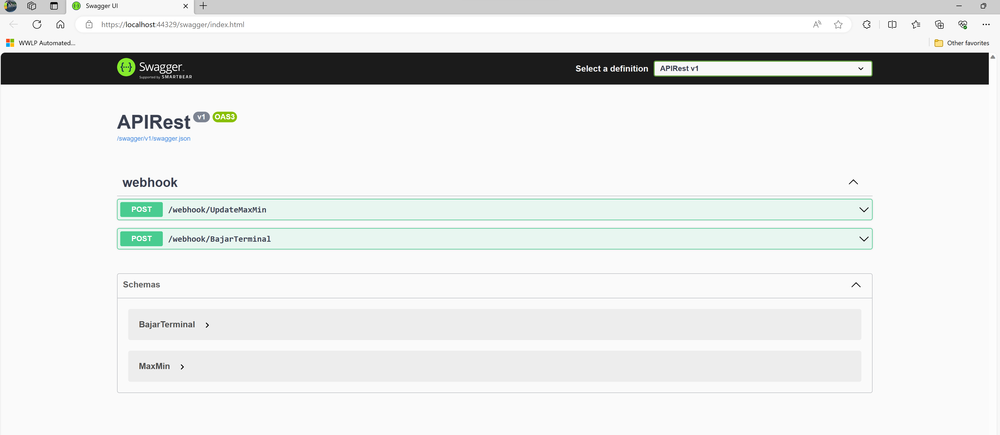 Swagger UI
https://localhost:44329/swagger/index.html
WWLP Automated...
Other favorites
Swagger
Supported by SMARTBEAR
Select a definition
APIRest v1
APIRest v1 OAS3
/swagger/v1/swagger.json
webhook
POST /webhook/UpdateMaxMin
POST /webhook/BajarTerminal
Schemas
BajarTerminal
MaxMin